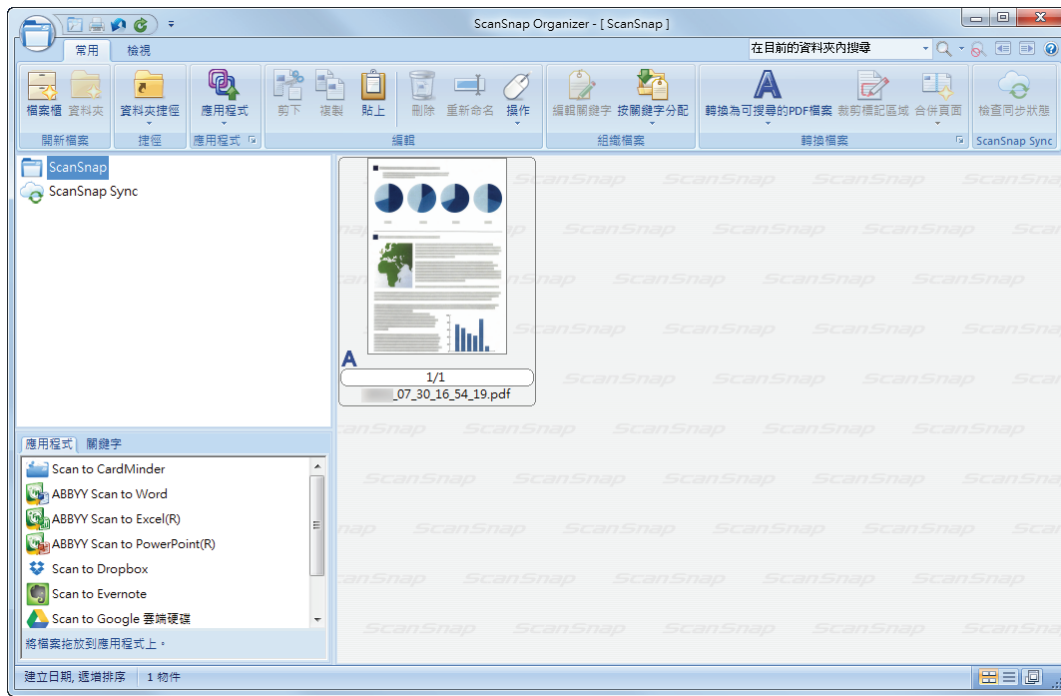 ScanSnap Organizer - [ ScanSnap ]
常用 檢視
在目前的資料夾內搜尋
檔案櫃 資料夾 資料夾捷徑 應用程式 剪下 複製 貼上 刪除 重新命名 操作 編輯關鍵字 按關鍵字分配 轉換為可搜尋的PDF檔案 裁剪標記區域 合併頁面 檢查同步狀態
開新檔案 捷徑 應用程式 編輯 組織檔案 轉換檔案 ScanSnap Sync
ScanSnap
ScanSnap Sync
A
1/1
_07_30_16_54_19.pdf
應用程式 關鍵字
Scan to CardMinder
ABBYY Scan to Word
ABBYY Scan to Excel(R)
ABBYY Scan to PowerPoint(R)
Scan to Dropbox
Scan to Evernote
Scan to Google 雲端硬碟
將檔案拖放到應用程式上。
建立日期, 遞增排序 1 物件